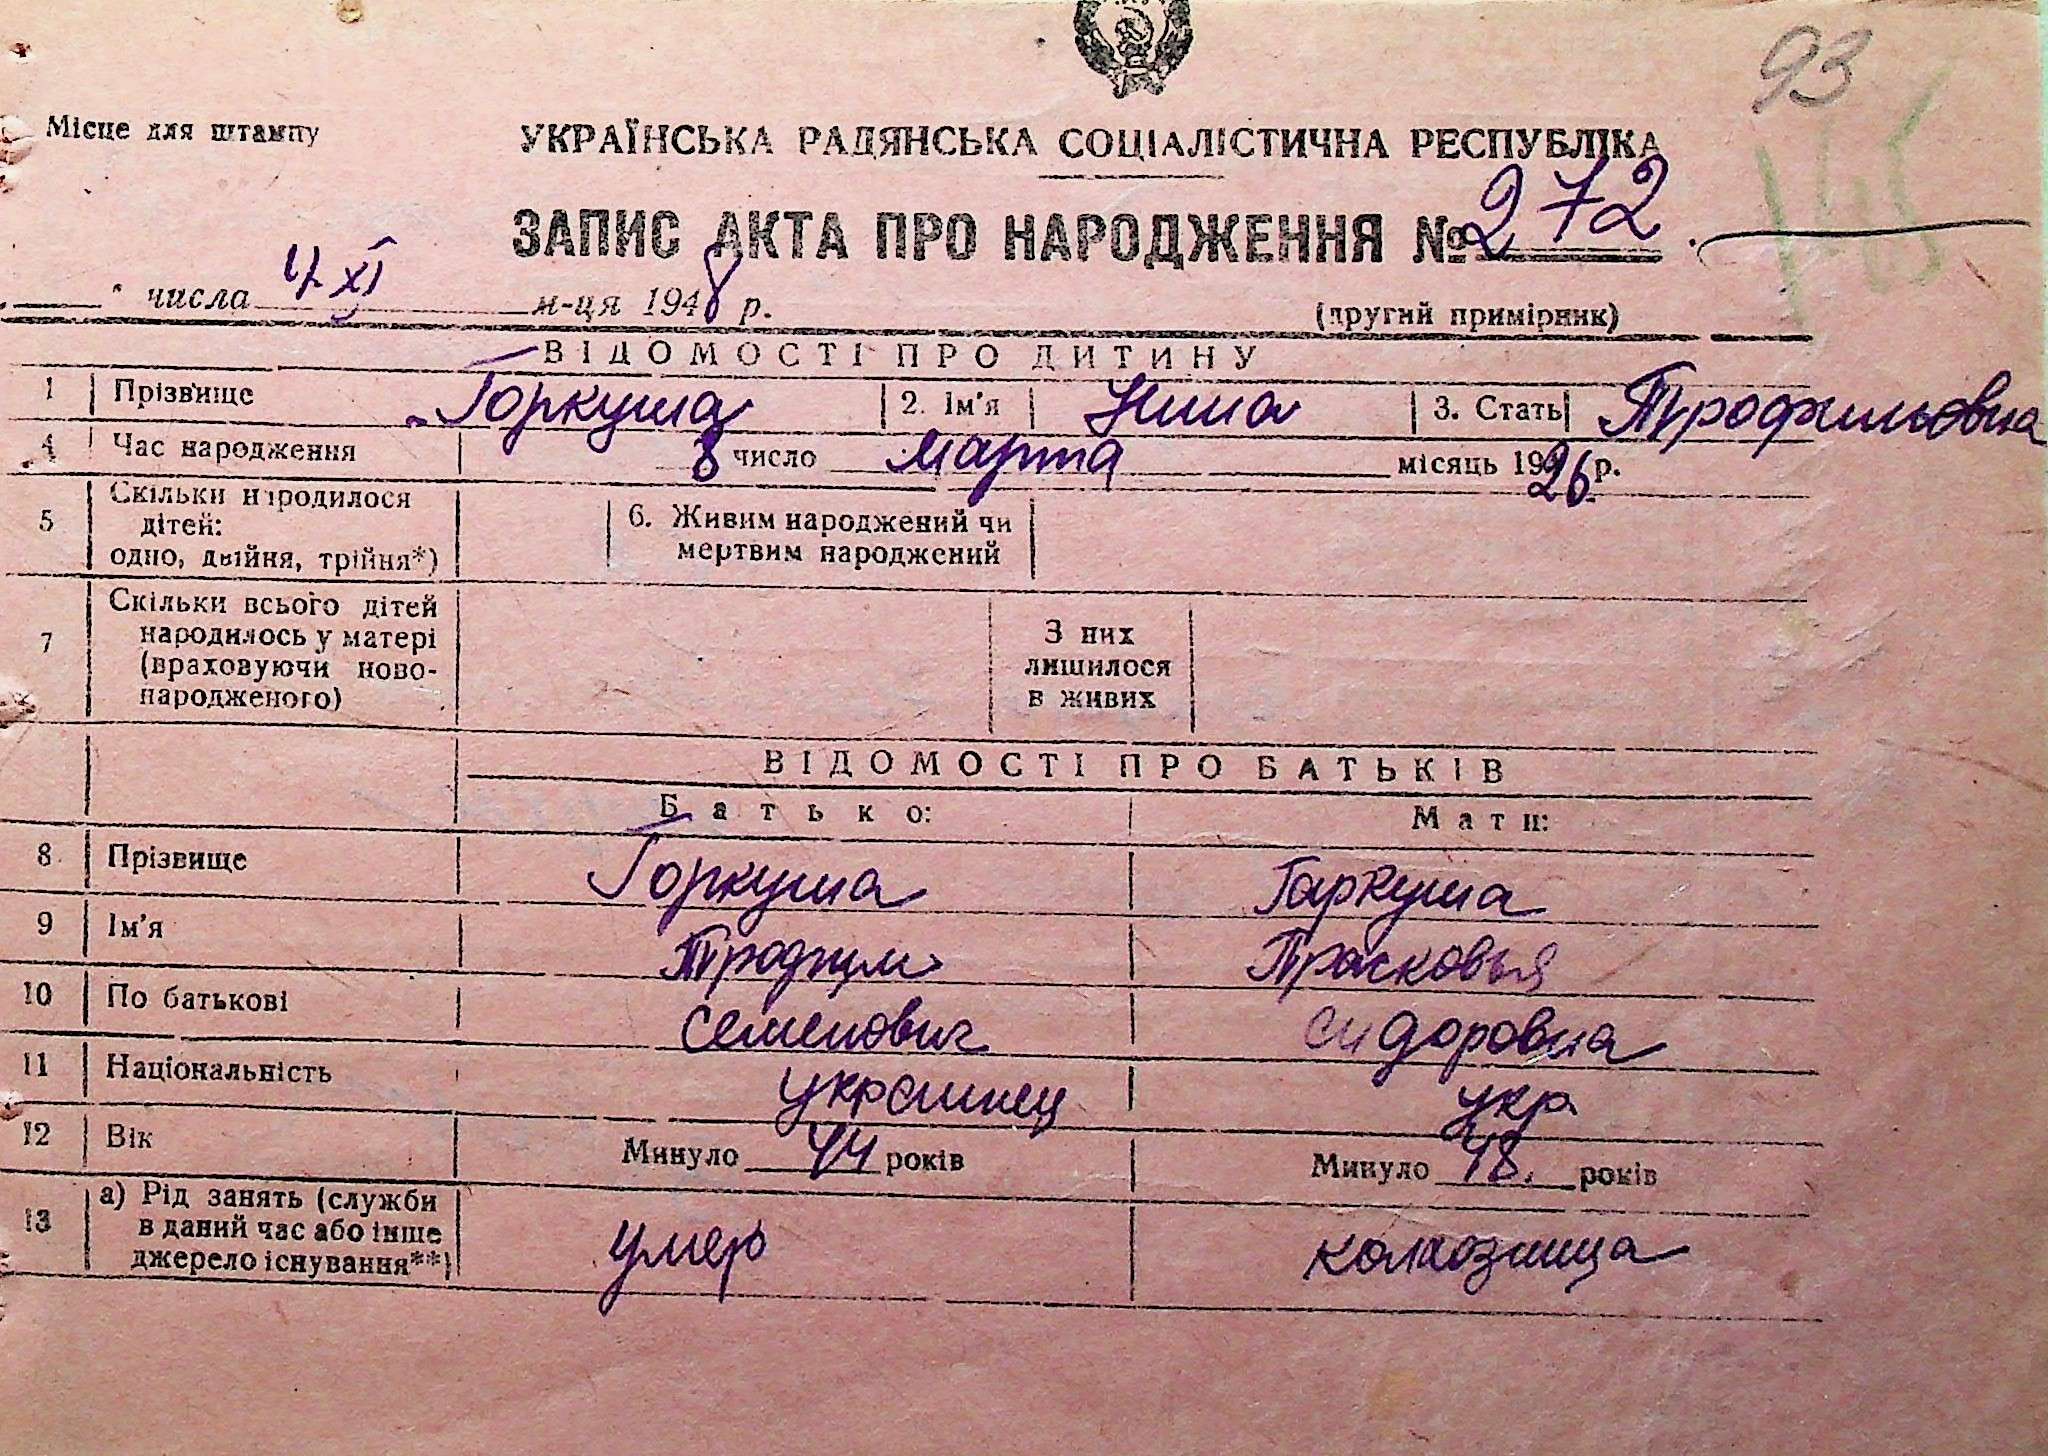 93
145
Місце для штампу
УКРАЇНСЬКА РАДЯНСЬКА СОЦІАЛІСТИЧНА РЕСПУБЛІКА
ЗАПИС АКТА ПРО НАРОДЖЕННЯ № 272
числа 4 XI м-ця 1948 р.
(другий примірник)
ВІДОМОСТІ ПРО ДИТИНУ
1 Прізвище Горкуша 2. Ім'я Нина 3. Стать Трофимовна
4 Час народження 8 число марта місяць 1926 р.
5 Скільки народилося
дітей:
одно, двійня, трійня*)
6. Живим народжений чи
мертвим народжений
7 Скільки всього дітей
народилось у матері
(враховуючи ново-
народженого)
З них
лишилося
в живих
ВІДОМОСТІ ПРО БАТЬКІВ
Батько: Мати:
8 Прізвище Горкуша Гаркуша
9 Ім'я Трофим Прасковья
10 По батькові Семенович Сидоровна
11 Національність украинец укр
12 Вік Минуло 44 років Минуло 48. років
13 а) Рід занять (служби
в даний час або інше
джерело існування**)
умер колхозница